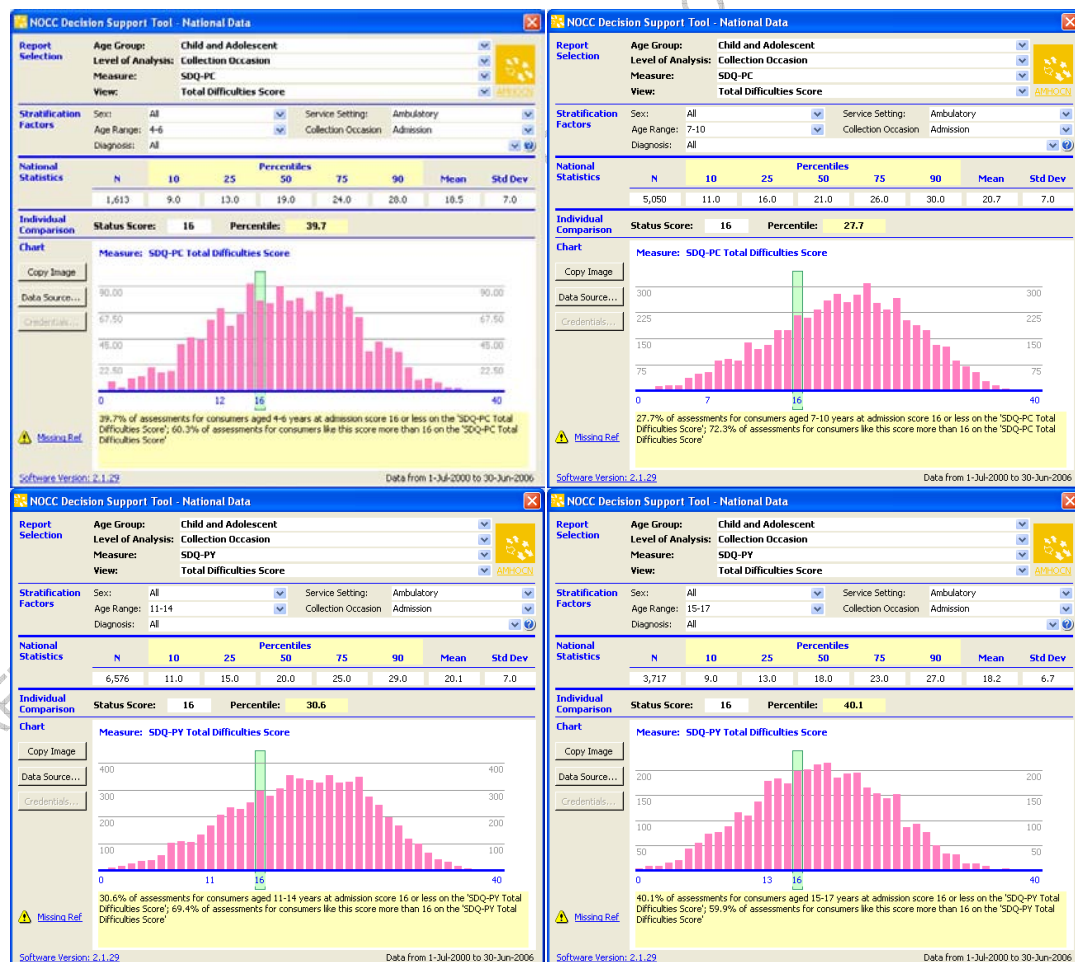 NOCC Decision Support Tool - National Data
Report Selection
Age Group: Child and Adolescent
Level of Analysis: Collection Occasion
Measure: SDQ-PC
View: Total Difficulties Score
AMHOCN
Stratification Factors
Sex: All Service Setting: Ambulatory
Age Range: 4-6 Collection Occasion Admission
Diagnosis: All
National Statistics
Percentiles
N 10 25 50 75 90 Mean Std Dev
1,613 9.0 13.0 19.0 24.0 28.0 18.5 7.0
Individual Comparison
Status Score: 16 Percentile: 39.7
Chart
Measure: SDQ-PC Total Difficulties Score
Copy Image
Data Source...
Credentials...
90.00 90.00
67.50 67.50
45.00 45.00
22.50 22.50
0 12 16 40
39.7% of assessments for consumers aged 4-6 years at admission score 16 or less on the 'SDQ-PC Total
Difficulties Score'; 60.3% of assessments for consumers like this score more than 16 on the 'SDQ-PC Total
Difficulties Score'
Missing Ref
Software Version: 2.1.29 Data from 1-Jul-2000 to 30-Jun-2006
NOCC Decision Support Tool - National Data
Report Selection
Age Group: Child and Adolescent
Level of Analysis: Collection Occasion
Measure: SDQ-PC
View: Total Difficulties Score
AMHOCN
Stratification Factors
Sex: All Service Setting: Ambulatory
Age Range: 7-10 Collection Occasion Admission
Diagnosis: All
National Statistics
Percentiles
N 10 25 50 75 90 Mean Std Dev
5,050 11.0 16.0 21.0 26.0 30.0 20.7 7.0
Individual Comparison
Status Score: 16 Percentile: 27.7
Chart
Measure: SDQ-PC Total Difficulties Score
Copy Image
Data Source...
Credentials...
300 300
225 225
150 150
75 75
0 7 16 40
27.7% of assessments for consumers aged 7-10 years at admission score 16 or less on the 'SDQ-PC Total
Difficulties Score'; 72.3% of assessments for consumers like this score more than 16 on the 'SDQ-PC Total
Difficulties Score'
Missing Ref
Software Version: 2.1.29 Data from 1-Jul-2000 to 30-Jun-2006
NOCC Decision Support Tool - National Data
Report Selection
Age Group: Child and Adolescent
Level of Analysis: Collection Occasion
Measure: SDQ-PY
View: Total Difficulties Score
AMHOCN
Stratification Factors
Sex: All Service Setting: Ambulatory
Age Range: 11-14 Collection Occasion Admission
Diagnosis: All
National Statistics
Percentiles
N 10 25 50 75 90 Mean Std Dev
6,576 11.0 15.0 20.0 25.0 29.0 20.1 7.0
Individual Comparison
Status Score: 16 Percentile: 30.6
Chart
Measure: SDQ-PY Total Difficulties Score
Copy Image
Data Source...
Credentials...
400 400
300 300
200 200
100 100
0 11 16 40
30.6% of assessments for consumers aged 11-14 years at admission score 16 or less on the 'SDQ-PY Total
Difficulties Score'; 69.4% of assessments for consumers like this score more than 16 on the 'SDQ-PY Total
Difficulties Score'
Missing Ref
Software Version: 2.1.29 Data from 1-Jul-2000 to 30-Jun-2006
NOCC Decision Support Tool - National Data
Report Selection
Age Group: Child and Adolescent
Level of Analysis: Collection Occasion
Measure: SDQ-PY
View: Total Difficulties Score
AMHOCN
Stratification Factors
Sex: All Service Setting: Ambulatory
Age Range: 15-17 Collection Occasion Admission
Diagnosis: All
National Statistics
Percentiles
N 10 25 50 75 90 Mean Std Dev
3,717 9.0 13.0 18.0 23.0 27.0 18.2 6.7
Individual Comparison
Status Score: 16 Percentile: 40.1
Chart
Measure: SDQ-PY Total Difficulties Score
Copy Image
Data Source...
Credentials...
200 200
150 150
100 100
50 50
0 13 16 40
40.1% of assessments for consumers aged 15-17 years at admission score 16 or less on the 'SDQ-PY Total
Difficulties Score'; 59.9% of assessments for consumers like this score more than 16 on the 'SDQ-PY Total
Difficulties Score'
Missing Ref
Software Version: 2.1.29 Data from 1-Jul-2000 to 30-Jun-2006